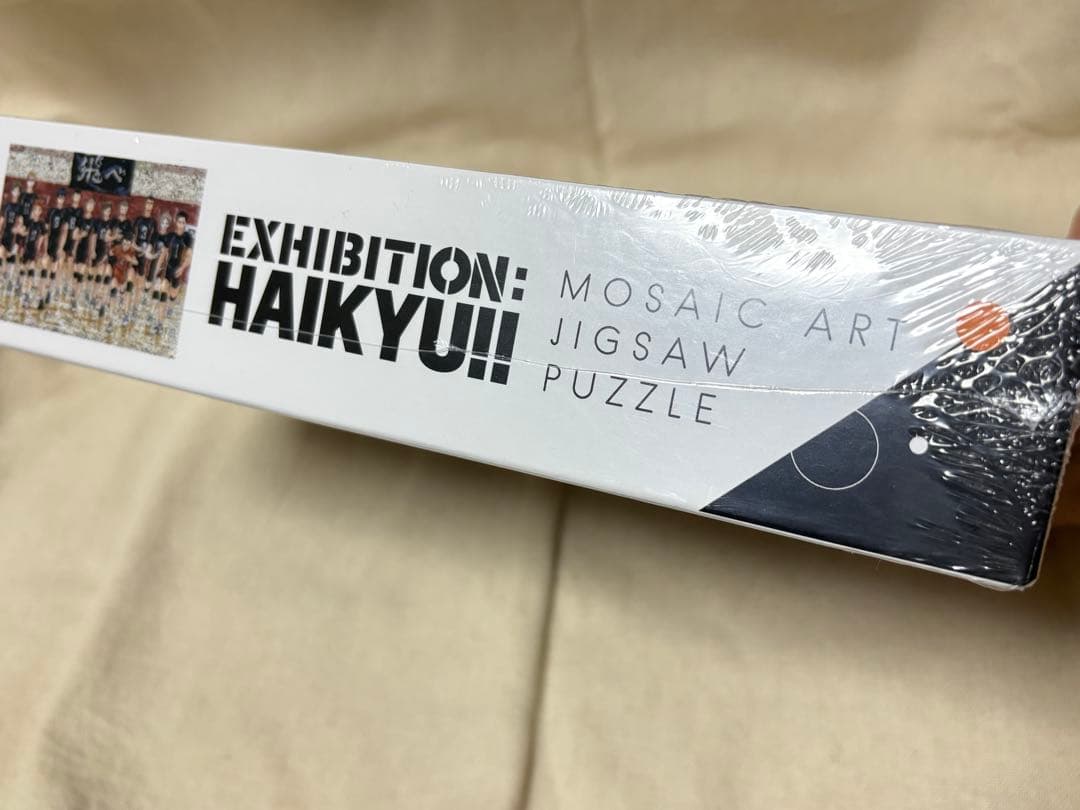 飛べ
EXHIBITION:
HAIKYU!!
MOSAIC ART
JIGSAW
PUZZLE